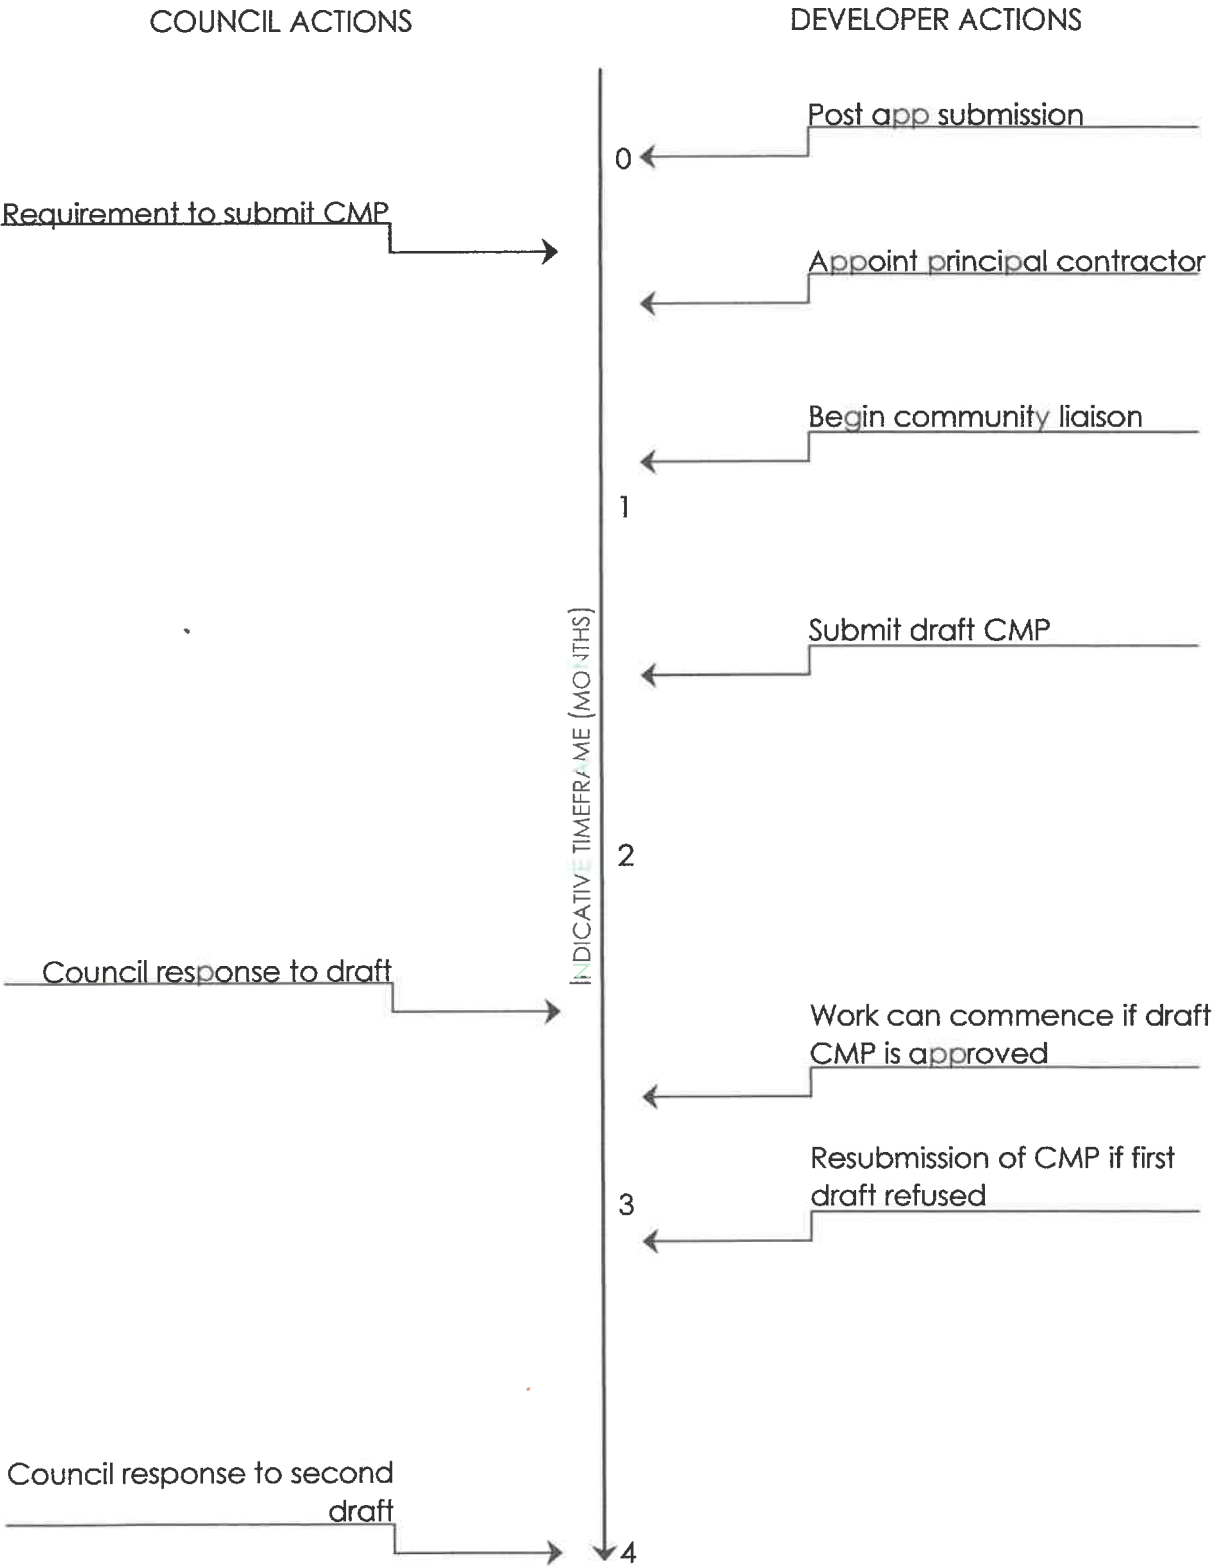 COUNCIL ACTIONS
DEVELOPER ACTIONS
Post app submission
0
Requirement to submit CMP
Appoint principal contractor
Begin community liaison
1
Submit draft CMP
INDICATIVE TIMEFRAME (MONTHS)
2
Council response to draft
Work can commence if draft
CMP is approved
Resubmission of CMP if first
draft refused
3
Council response to second
draft
4